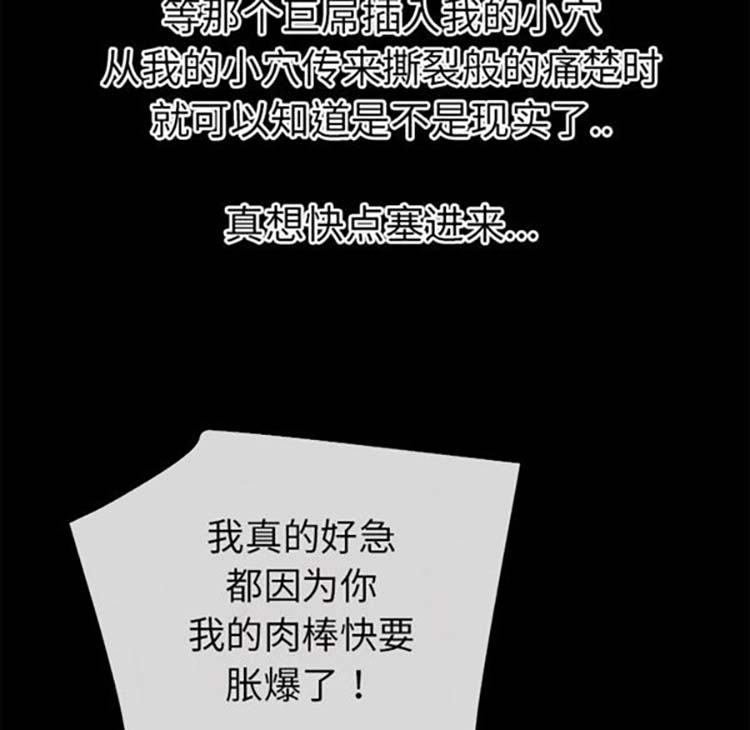 等那个巨屌插入我的小穴
从我的小穴传来撕裂般的痛楚时
就可以知道是不是现实了..
真想快点塞进来...
我真的好急
都因为你
我的肉棒快要
胀爆了！